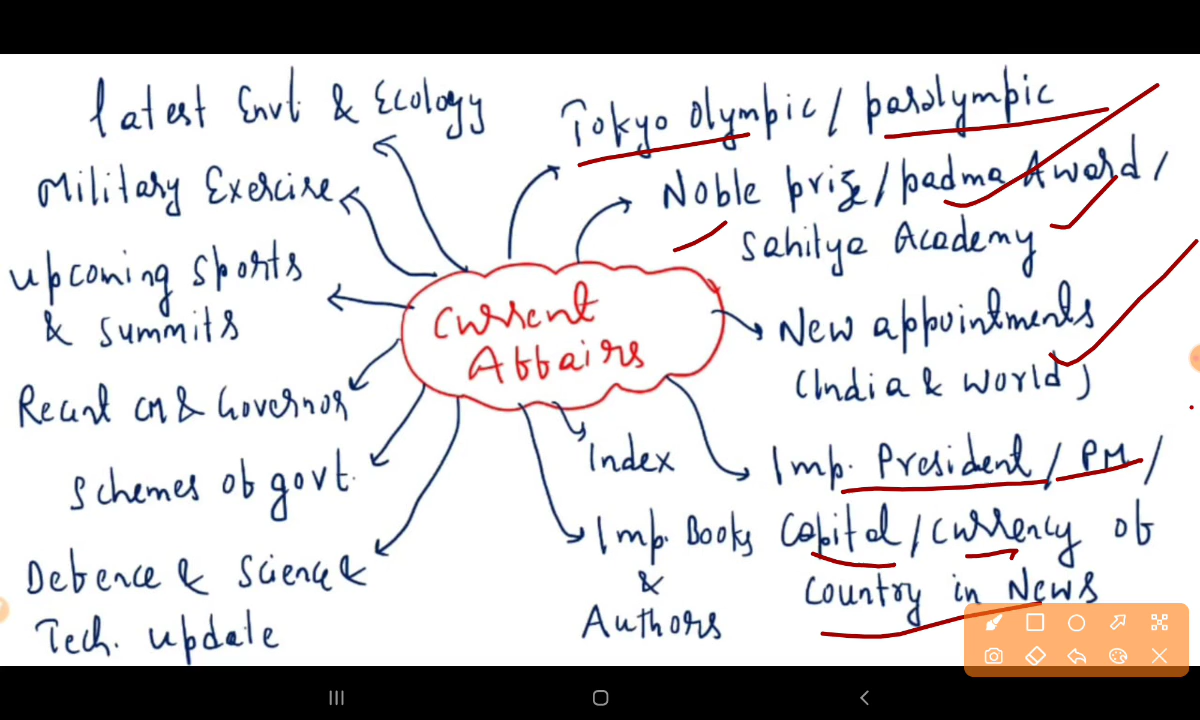 Latest Envt. & Ecology
Military Exercise
Upcoming Sports
& Summits
Recent CM & Governor
Schemes of govt.
Defence & Science &
Tech. update
Current
Affairs
Tokyo Olympic / paralympic
Noble prize / padma Award /
Sahitya Academy
New appointments
(India & World)
Index
Imp. President / PM /
Capital / currency of
Country in News
Imp. Books
&
Authors